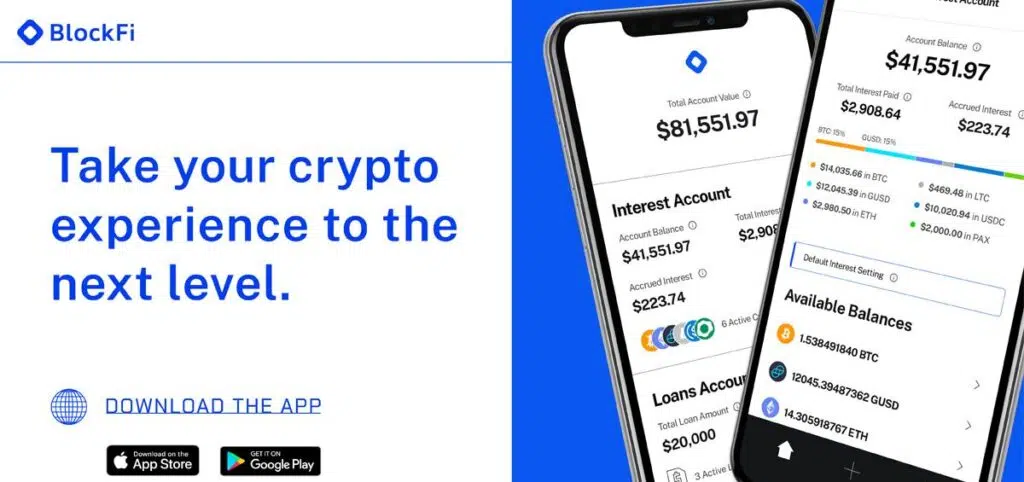 BlockFi
Take your crypto
experience to the
next level.
DOWNLOAD THE APP
Download on the
App Store
GET IT ON
Google Play
Total Account Value
$81,551.97
Interest Account
Account Balance
Total Interest
$41,551.97
$2,908
Accrued Interest
$223.74
6 Active C
Loans Accou
Total Loan Amount
$20,000
3 Active L
Account
Account Balance
$41,551.97
Total Interest Paid
Accrued Interest
$2,908.64
$223.74
BTC: 15%
GUSD: 15%
$14,035.66 in BTC
$469.48 in LTC
$12,045.39 in GUSD
$10,020.94 in USDC
$2,980.50 in ETH
$2,000.00 in PAX
Default Interest Setting
Available Balances
1.538491840 BTC
12045.39487362 GUSD
14.305918767 ETH